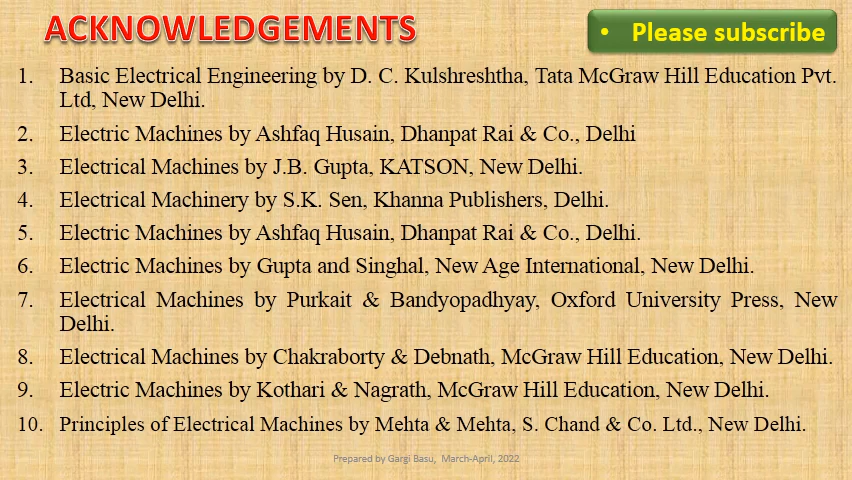 ACKNOWLEDGEMENTS
• Please subscribe
1. Basic Electrical Engineering by D. C. Kulshreshtha, Tata McGraw Hill Education Pvt.
Ltd, New Delhi.
2. Electric Machines by Ashfaq Husain, Dhanpat Rai & Co., Delhi
3. Electrical Machines by J.B. Gupta, KATSON, New Delhi.
4. Electrical Machinery by S.K. Sen, Khanna Publishers, Delhi.
5. Electric Machines by Ashfaq Husain, Dhanpat Rai & Co., Delhi.
6. Electric Machines by Gupta and Singhal, New Age International, New Delhi.
7. Electrical Machines by Purkait & Bandyopadhyay, Oxford University Press, New
Delhi.
8. Electrical Machines by Chakraborty & Debnath, McGraw Hill Education, New Delhi.
9. Electric Machines by Kothari & Nagrath, McGraw Hill Education, New Delhi.
10. Principles of Electrical Machines by Mehta & Mehta, S. Chand & Co. Ltd., New Delhi.
Prepared by Gargi Basu, March-April, 2022